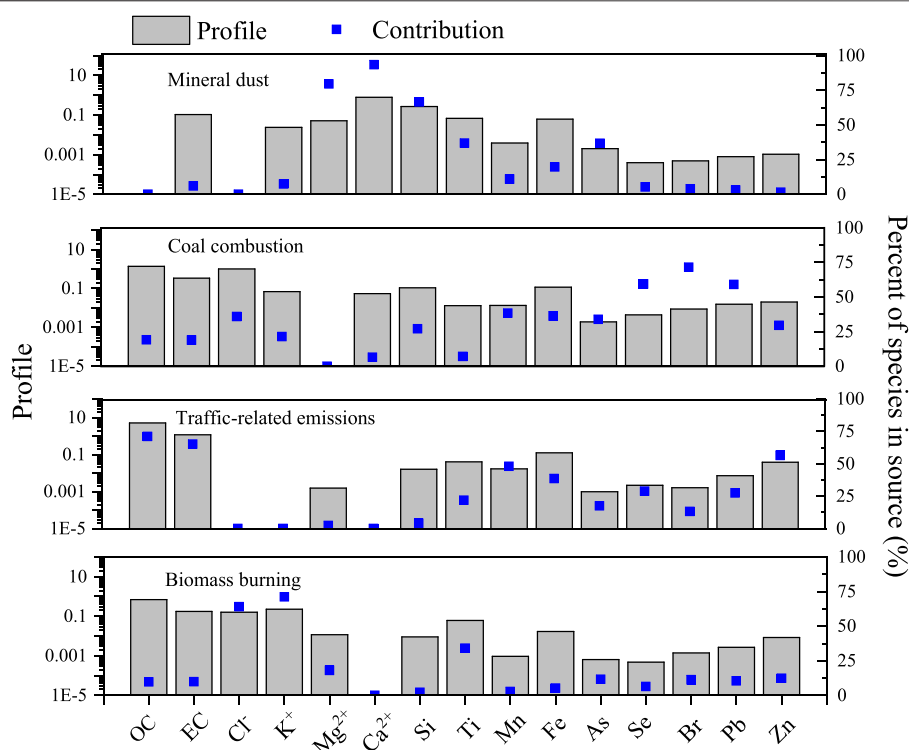 Profile Contribution
Mineral dust
10
0.1
0.001
1E-5
100
75
50
25
0
Coal combustion
10
0.1
0.001
1E-5
100
75
50
25
0
Traffic-related emissions
10
0.1
0.001
1E-5
100
75
50
25
0
Biomass burning
10
0.1
0.001
1E-5
100
75
50
25
0
Profile
Percent of species in source (%)
OC EC Cl⁻ K⁺ Mg²⁺ Ca²⁺ Si Ti Mn Fe As Se Br Pb Zn